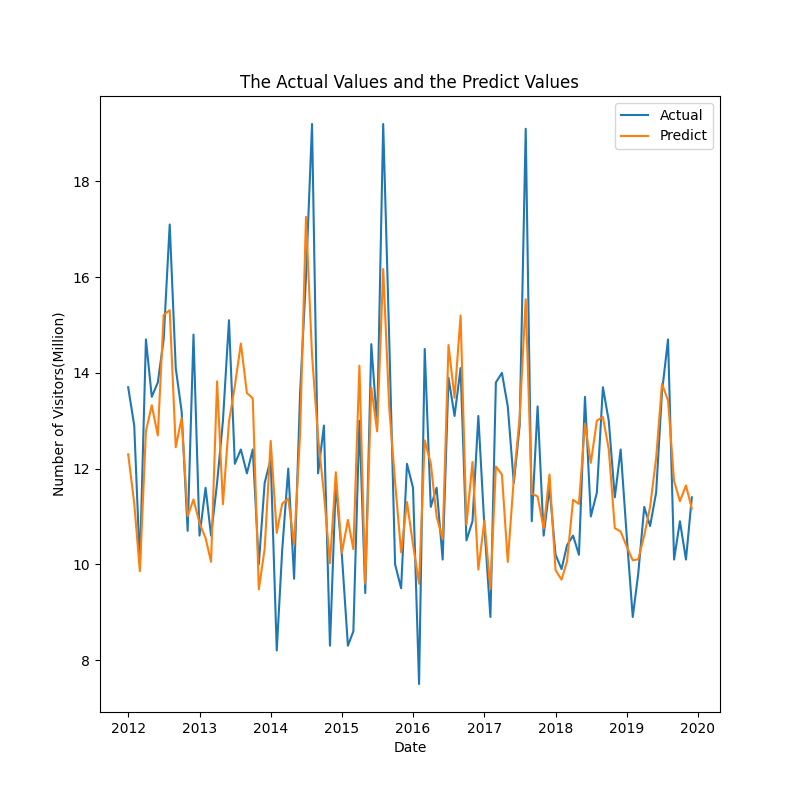 The Actual Values and the Predict Values
Actual
Predict
Number of Visitors(Million)
18
16
14
12
10
8
2012 2013 2014 2015 2016 2017 2018 2019 2020
Date